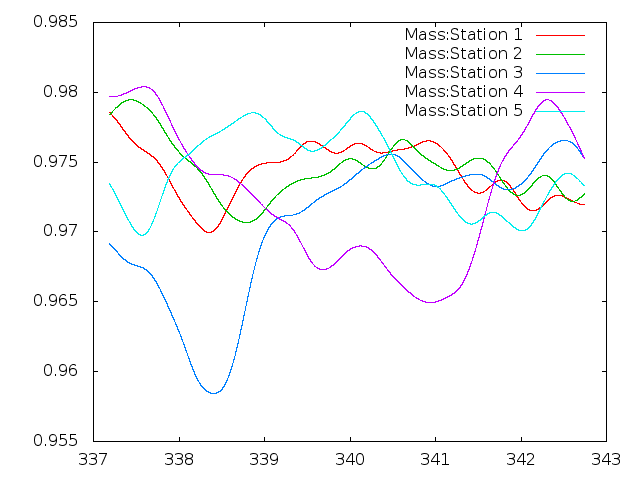 0.985
0.98
0.975
0.97
0.965
0.96
0.955
337
338
339
340
341
342
343
Mass:Station 1
Mass:Station 2
Mass:Station 3
Mass:Station 4
Mass:Station 5